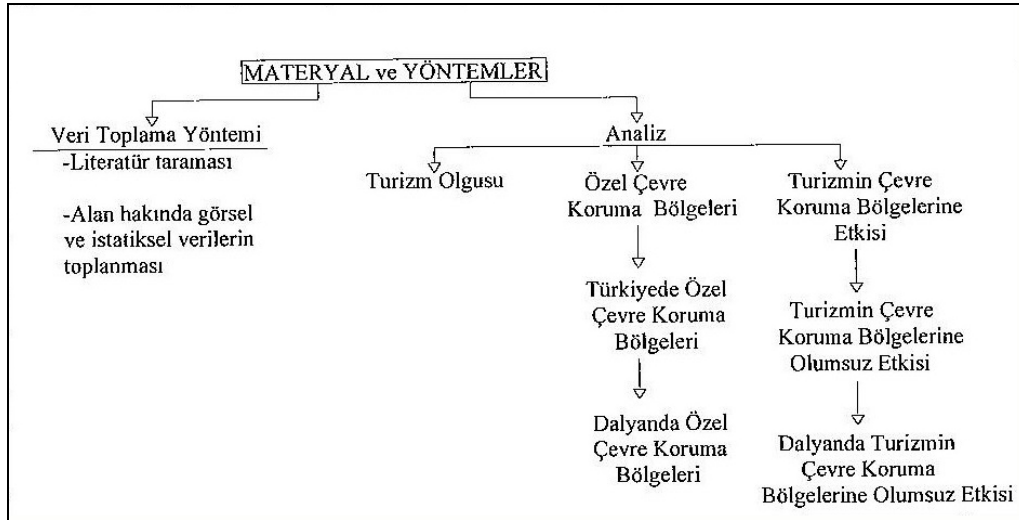 MATERYAL ve YÖNTEMLER
Veri Toplama Yöntemi
-Literatür taraması
-Alan hakında görsel
ve istatiksel verilerin
toplanması
Analiz
Turizm Olgusu
Özel Çevre
Koruma Bölgeleri
Türkiyede Özel
Çevre Koruma
Bölgeleri
Dalyanda Özel
Çevre Koruma
Bölgeleri
Turizmin Çevre
Koruma Bölgelerine
Etkisi
Turizmin Çevre
Koruma Bölgelerine
Olumsuz Etkisi
Dalyanda Turizmin
Çevre Koruma
Bölgelerine Olumsuz Etkisi